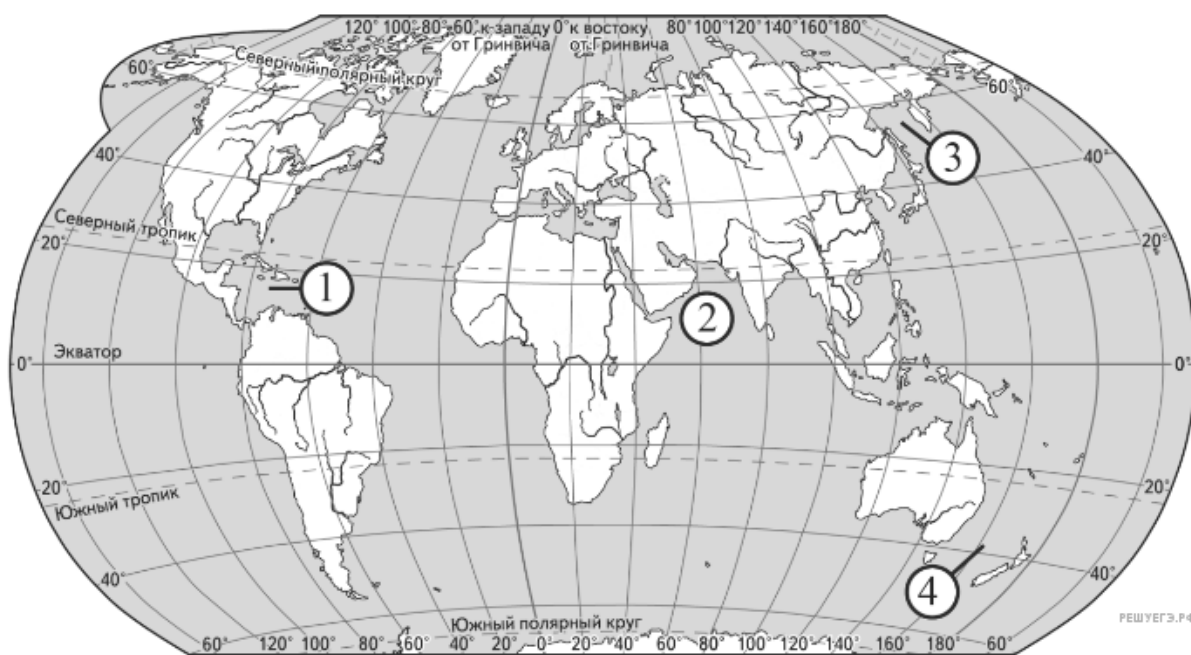 120° 100° 80° 60° к западу 0° к востоку 80° 120° 140° 160° 180°
от Гринвича от Гринвича
60° Северный полярный круг 60°
3
40° 40°
Северный тропик
20° 20°
1
2
Экватор
0° 0°
20° 20°
Южный тропик
40° 40°
4
Южный полярный круг
РЕШУЕГЭ.РФ
60° 120° 100° 80° 60° 40° 20° 0° 20° 40° 60° 80° 100° 120° 140° 180° 60°